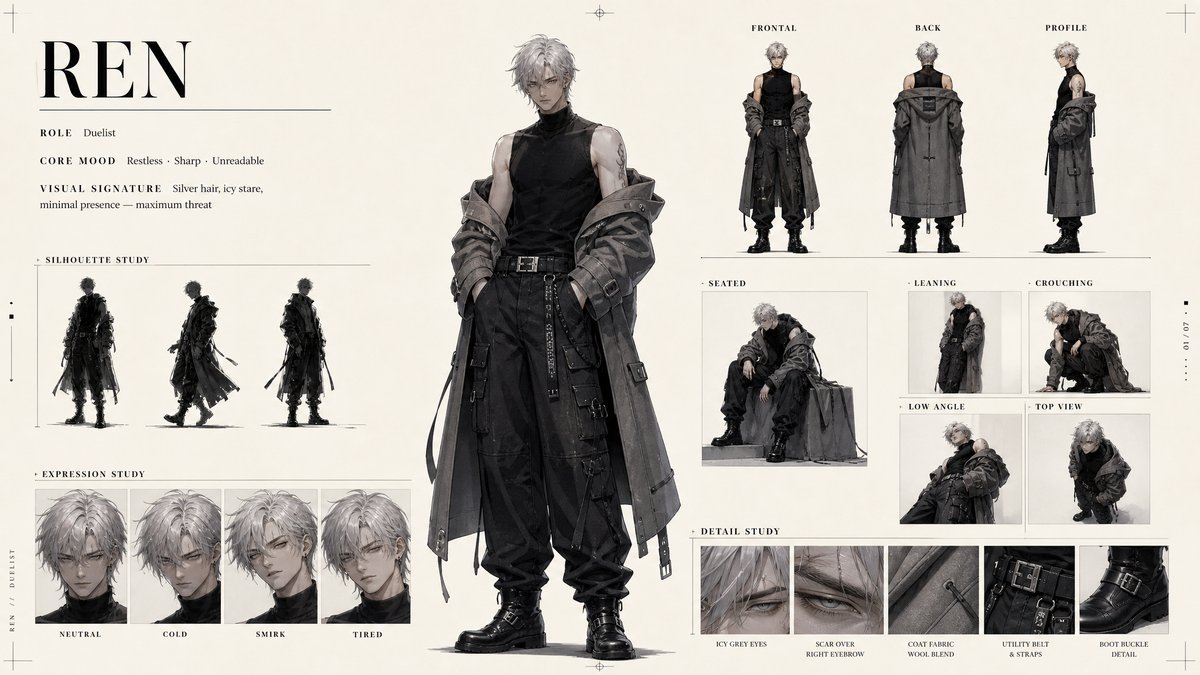 REN
ROLE Duelist
CORE MOOD Restless · Sharp · Unreadable
VISUAL SIGNATURE Silver hair, icy stare,
minimal presence — maximum threat
SILHOUETTE STUDY
EXPRESSION STUDY
NEUTRAL
COLD
SMIRK
TIRED
REN // DUELIST
FRONTAL
BACK
PROFILE
SEATED
LEANING
CROUCHING
LOW ANGLE
TOP VIEW
01 / 07
DETAIL STUDY
ICY GREY EYES
SCAR OVER
RIGHT EYEBROW
COAT FABRIC
WOOL BLEND
UTILITY BELT
& STRAPS
BOOT BUCKLE
DETAIL